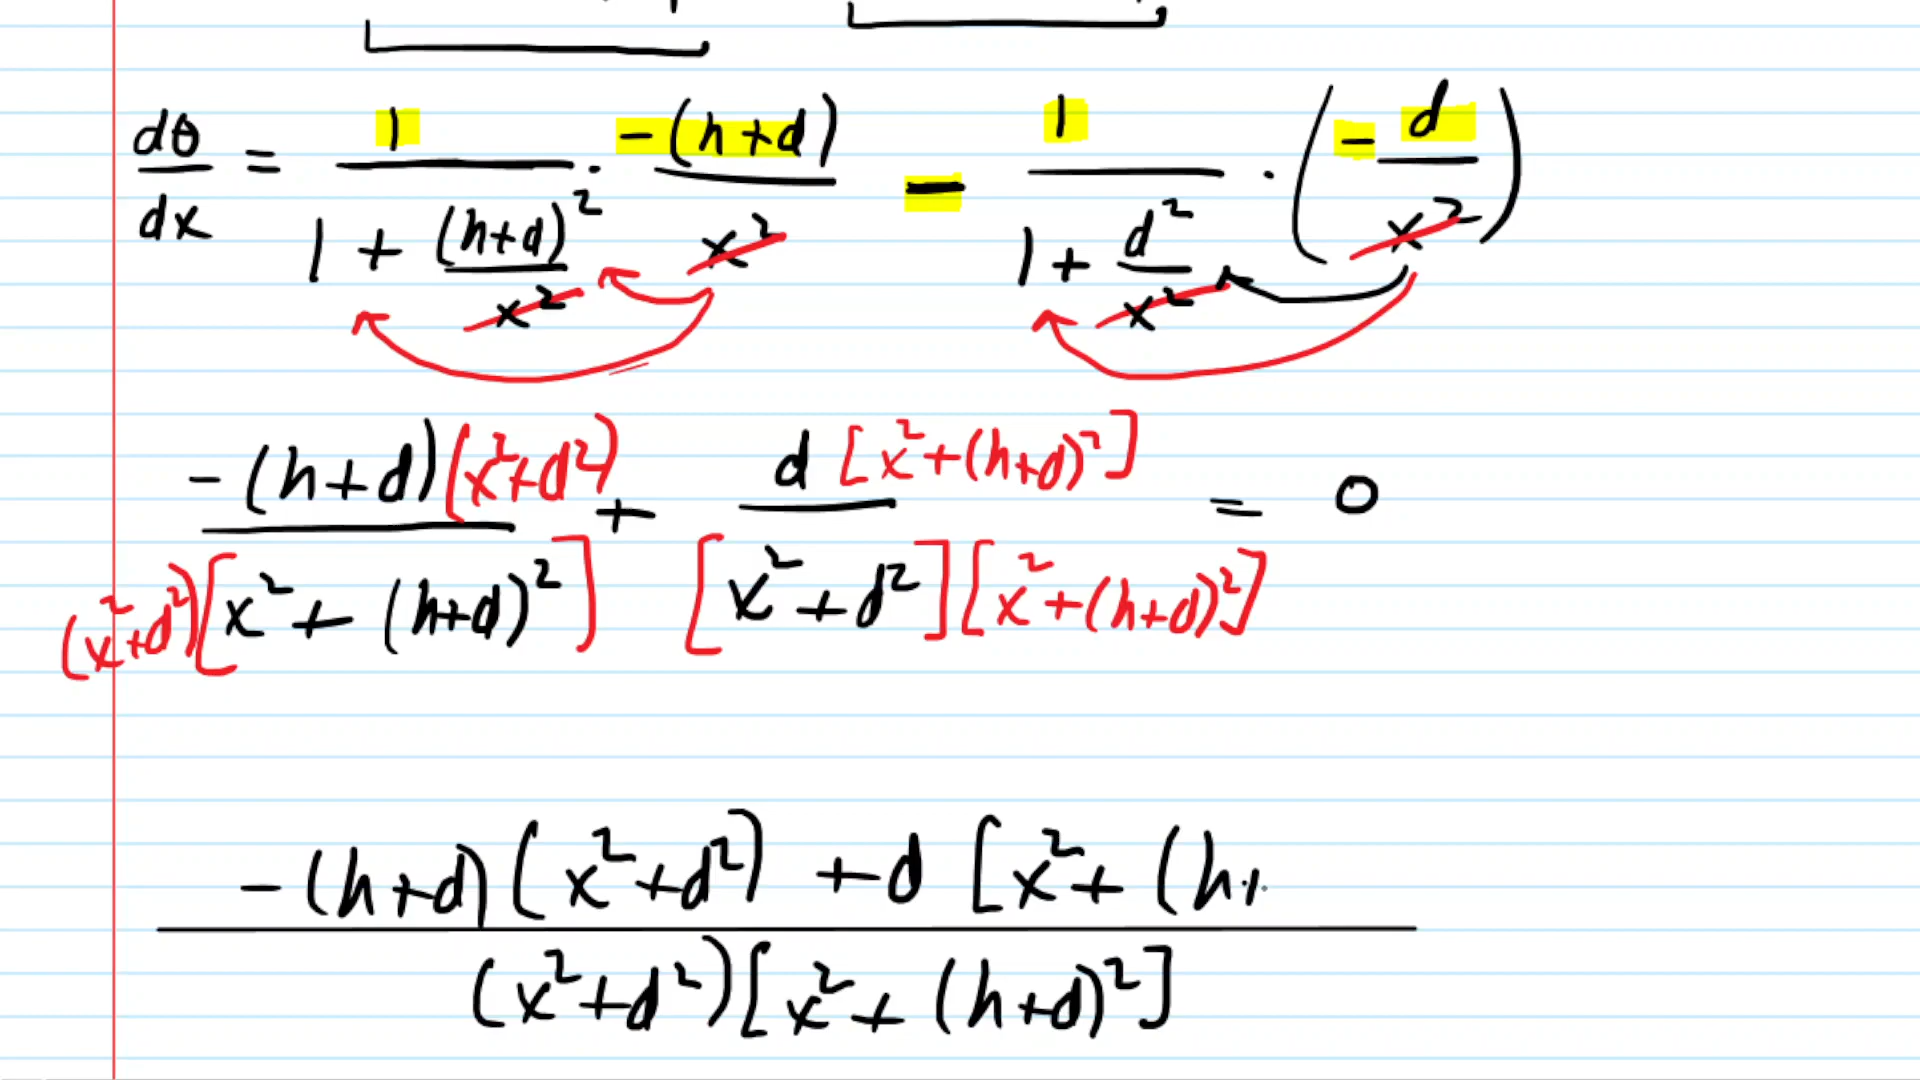 dθ/dx = 1/(1 + (h+d)²/x²) · -(h+d)/x² - 1/(1 + d²/x²) · (- d/x²)
-(h+d)(x²+d²)/((x²+d²)[x² + (h+d)²]) + d[x²+(h+d)²]/([x²+d²][x²+(h+d)²]) = 0
-(h+d)(x²+d²) + d [x² + (h+
(x²+d²)[x² + (h+d)²]